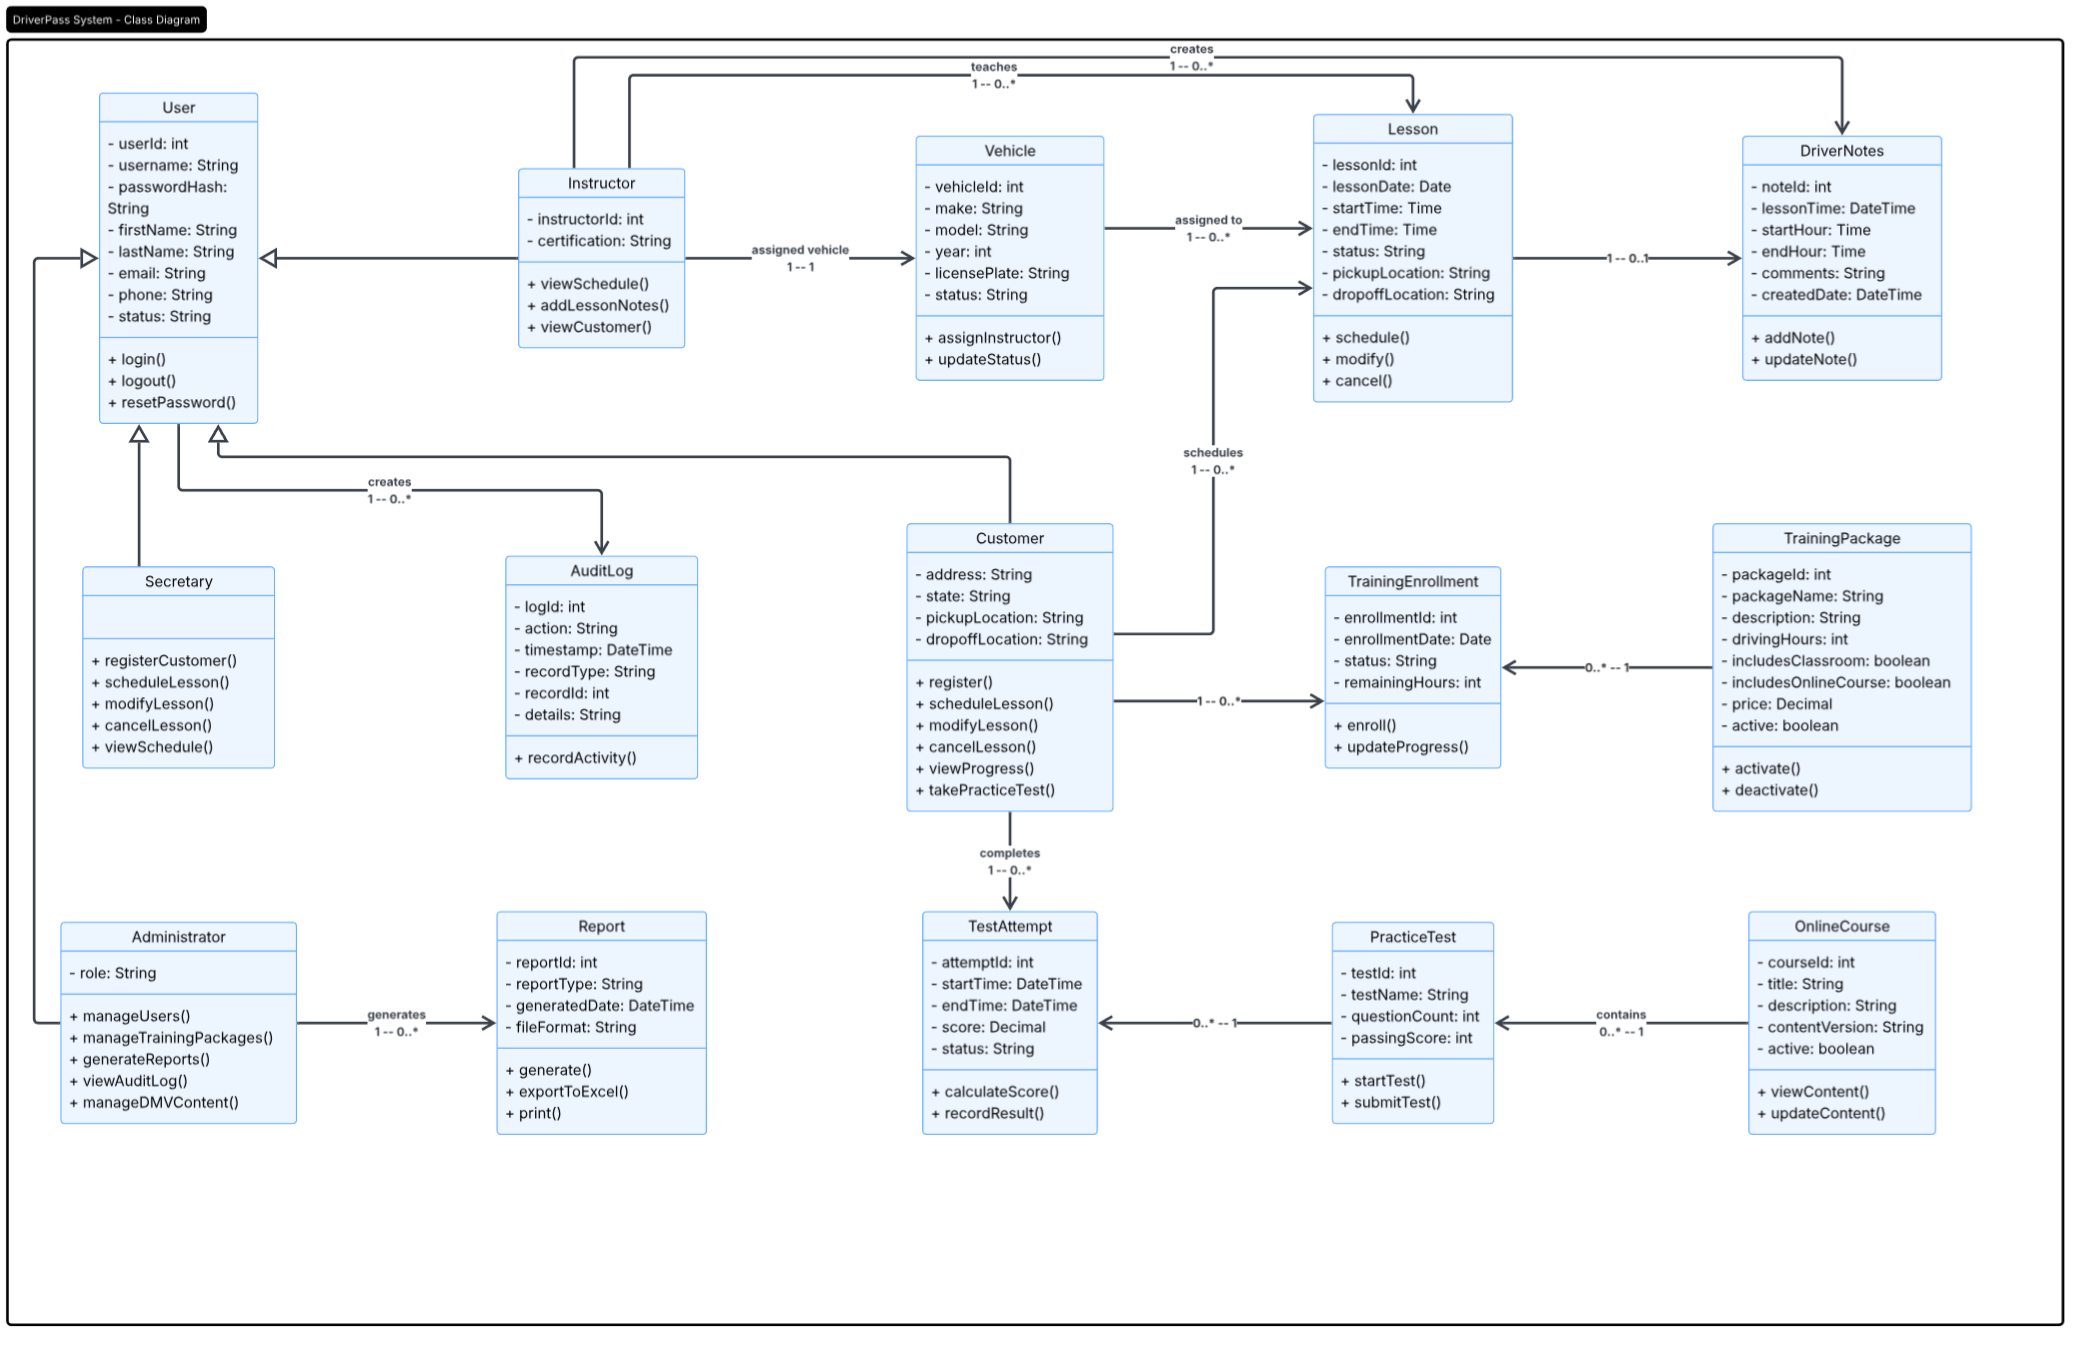 DriverPass System - Class Diagram
creates
1 -- 0..*
teaches
1 -- 0..*
User
- userId: int
- username: String
- passwordHash:
String
- firstName: String
- lastName: String
- email: String
- phone: String
- status: String
+ login()
+ logout()
+ resetPassword()
Instructor
- instructorId: int
- certification: String
+ viewSchedule()
+ addLessonNotes()
+ viewCustomer()
assigned vehicle
1 -- 1
Vehicle
- vehicleId: int
- make: String
- model: String
- year: int
- licensePlate: String
- status: String
+ assignInstructor()
+ updateStatus()
assigned to
1 -- 0..*
Lesson
- lessonId: int
- lessonDate: Date
- startTime: Time
- endTime: Time
- status: String
- pickupLocation: String
- dropoffLocation: String
+ schedule()
+ modify()
+ cancel()
1 -- 0..1
DriverNotes
- noteId: int
- lessonTime: DateTime
- startHour: Time
- endHour: Time
- comments: String
- createdDate: DateTime
+ addNote()
+ updateNote()
creates
1 -- 0..*
schedules
1 -- 0..*
Secretary
+ registerCustomer()
+ scheduleLesson()
+ modifyLesson()
+ cancelLesson()
+ viewSchedule()
AuditLog
- logId: int
- action: String
- timestamp: DateTime
- recordType: String
- recordId: int
- details: String
+ recordActivity()
Customer
- address: String
- state: String
- pickupLocation: String
- dropoffLocation: String
+ register()
+ scheduleLesson()
+ modifyLesson()
+ cancelLesson()
+ viewProgress()
+ takePracticeTest()
1 -- 0..*
TrainingEnrollment
- enrollmentId: int
- enrollmentDate: Date
- status: String
- remainingHours: int
+ enroll()
+ updateProgress()
0..* -- 1
TrainingPackage
- packageId: int
- packageName: String
- description: String
- drivingHours: int
- includesClassroom: boolean
- includesOnlineCourse: boolean
- price: Decimal
- active: boolean
+ activate()
+ deactivate()
completes
1 -- 0..*
Administrator
- role: String
+ manageUsers()
+ manageTrainingPackages()
+ generateReports()
+ viewAuditLog()
+ manageDMVContent()
generates
1 -- 0..*
Report
- reportId: int
- reportType: String
- generatedDate: DateTime
- fileFormat: String
+ generate()
+ exportToExcel()
+ print()
TestAttempt
- attemptId: int
- startTime: DateTime
- endTime: DateTime
- score: Decimal
- status: String
+ calculateScore()
+ recordResult()
0..* -- 1
PracticeTest
- testId: int
- testName: String
- questionCount: int
- passingScore: int
+ startTest()
+ submitTest()
contains
0..* -- 1
OnlineCourse
- courseId: int
- title: String
- description: String
- contentVersion: String
- active: boolean
+ viewContent()
+ updateContent()